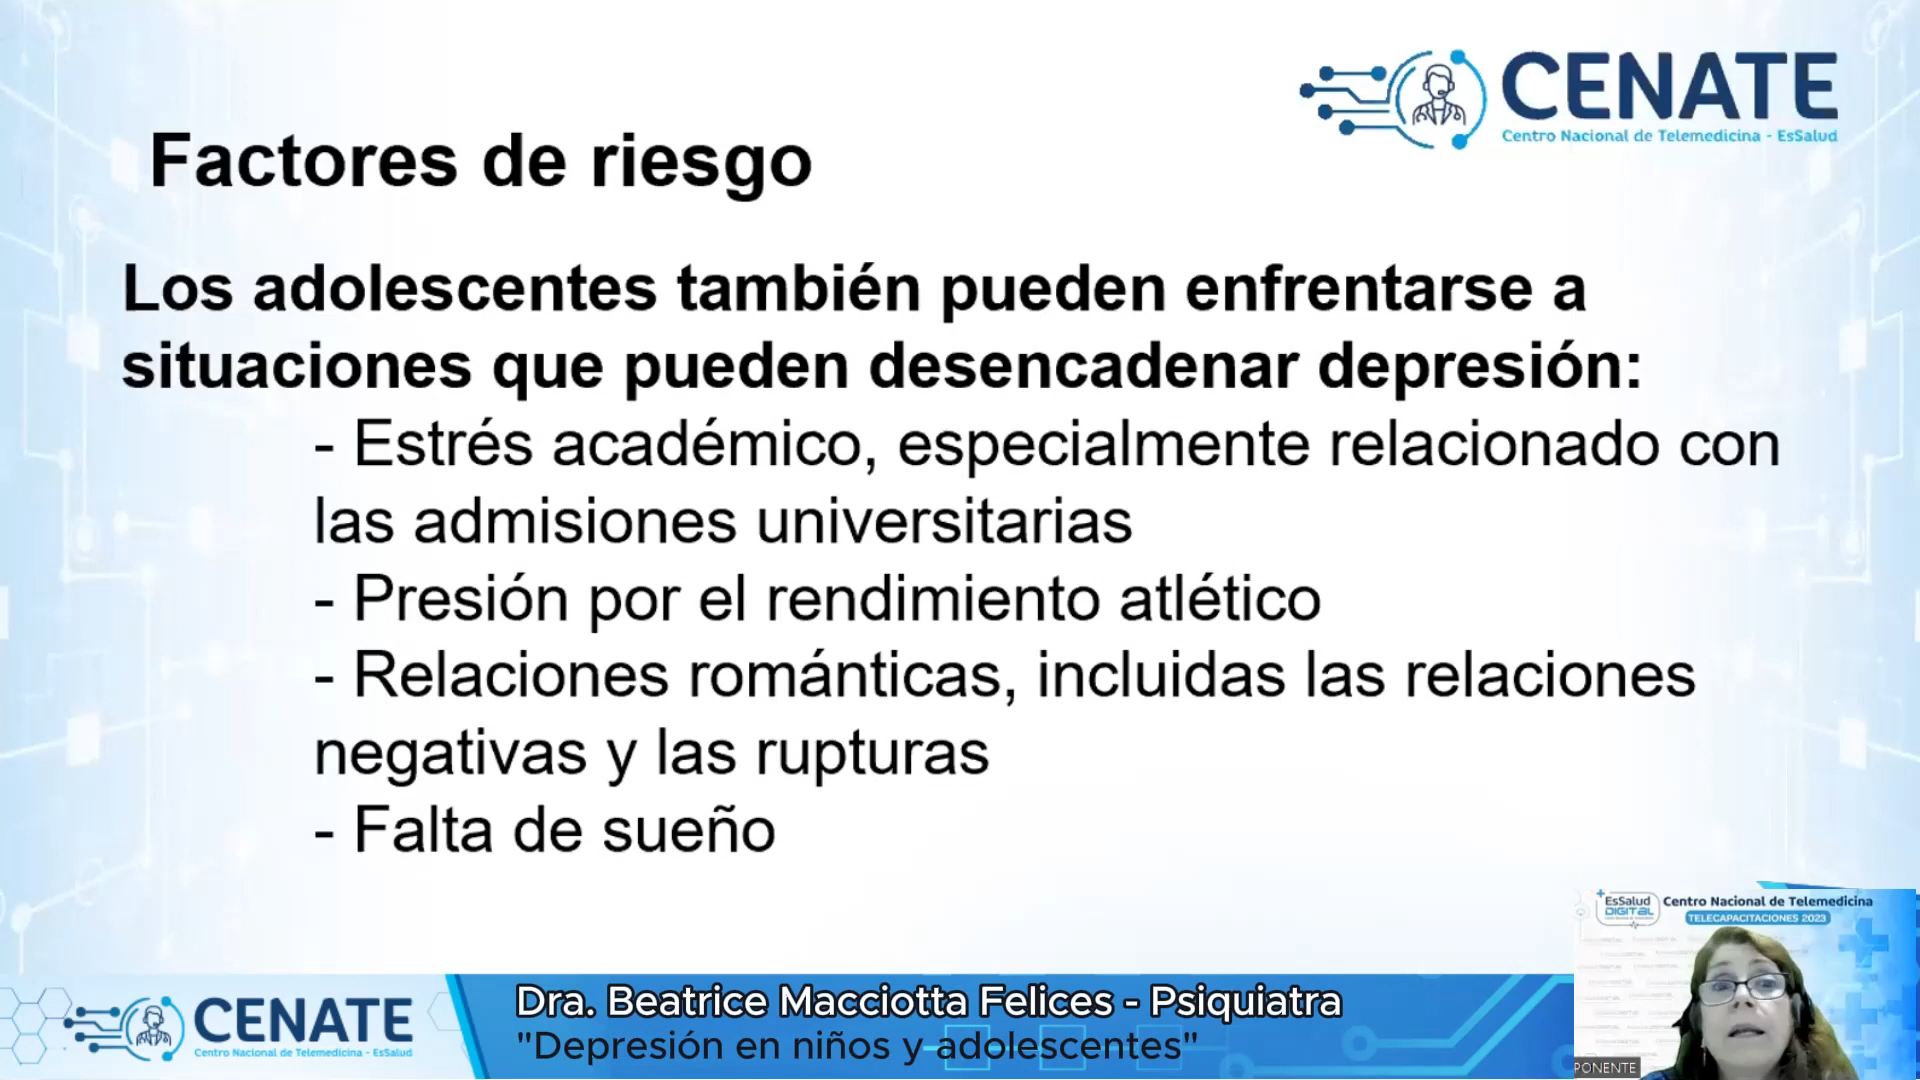 CENATE
Centro Nacional de Telemedicina - EsSalud
Factores de riesgo
Los adolescentes también pueden enfrentarse a
situaciones que pueden desencadenar depresión:
- Estrés académico, especialmente relacionado con
las admisiones universitarias
- Presión por el rendimiento atlético
- Relaciones románticas, incluidas las relaciones
negativas y las rupturas
- Falta de sueño
EsSalud
DIGITAL
Centro Nacional de Telemedicina
TELECAPACITACIONES 2023
CENATE
Centro Nacional de Telemedicina - EsSalud
Dra. Beatrice Macciotta Felices - Psiquiatra
"Depresión en niños y adolescentes"
PONENTE